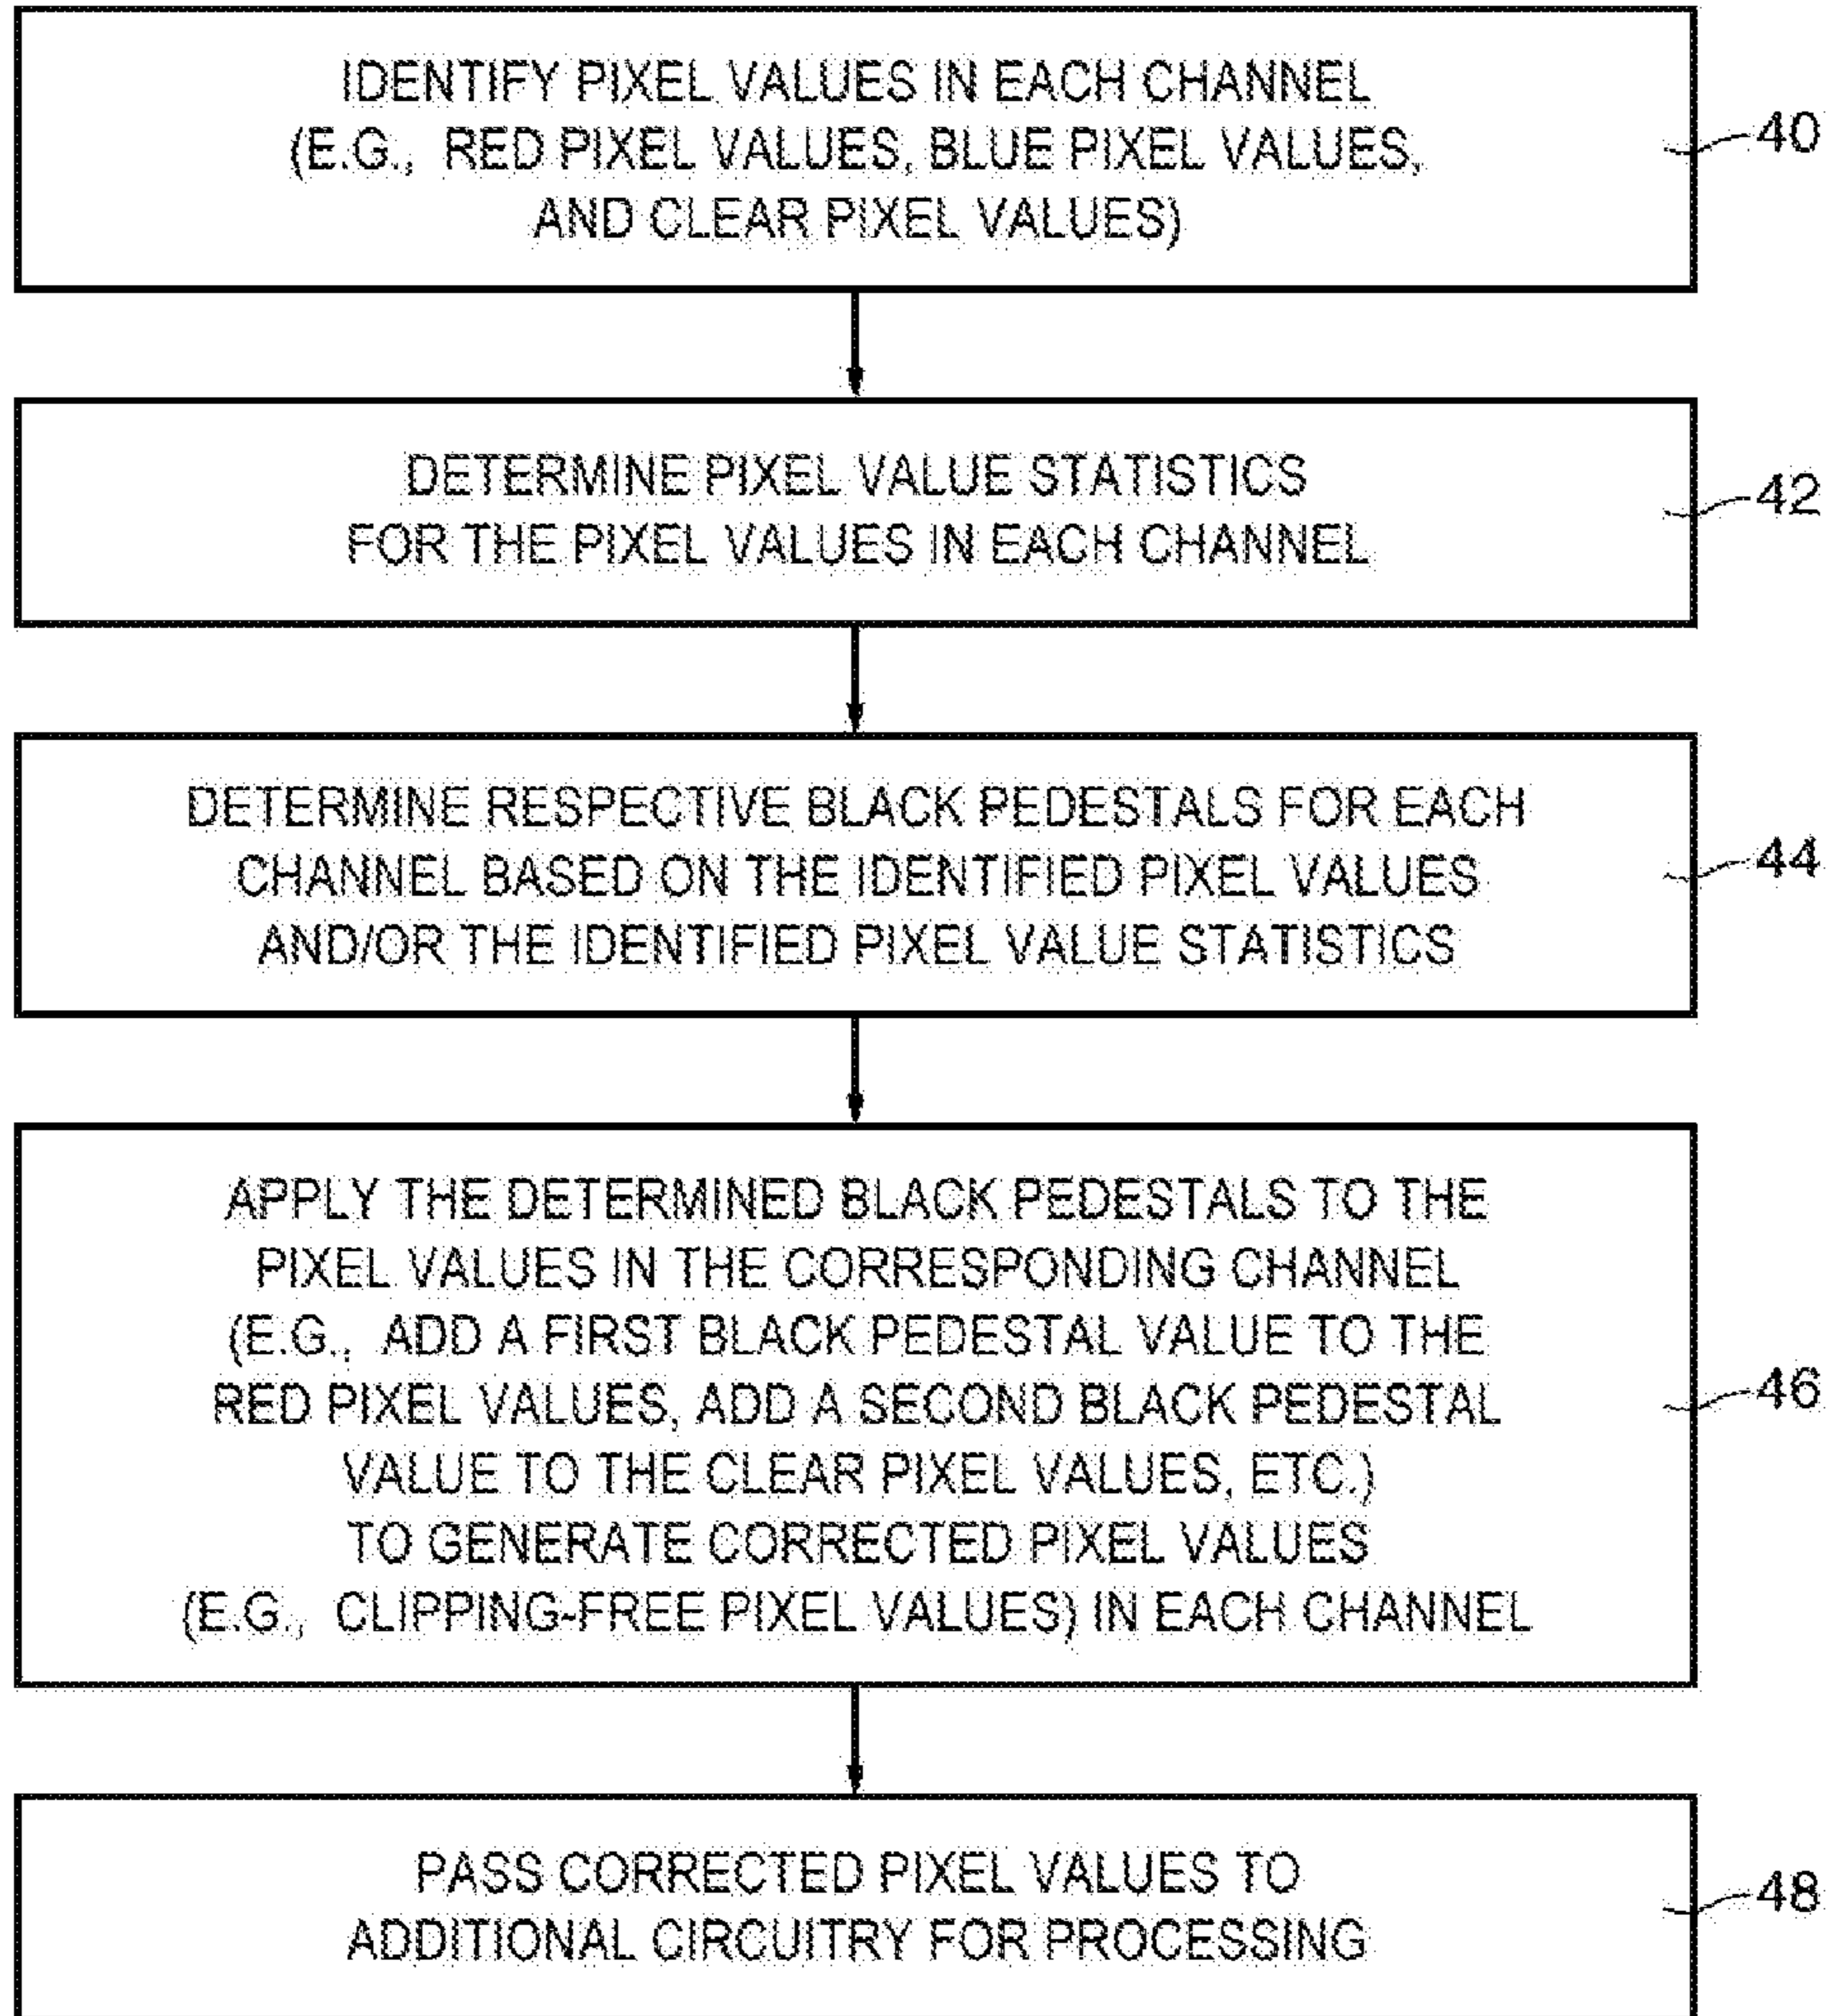 IDENTIFY PIXEL VALUES IN EACH CHANNEL
(E.G., RED PIXEL VALUES, BLUE PIXEL VALUES,
AND CLEAR PIXEL VALUES)
40
DETERMINE PIXEL VALUE STATISTICS
FOR THE PIXEL VALUES IN EACH CHANNEL
42
DETERMINE RESPECTIVE BLACK PEDESTALS FOR EACH
CHANNEL BASED ON THE IDENTIFIED PIXEL VALUES
AND/OR THE IDENTIFIED PIXEL VALUE STATISTICS
44
APPLY THE DETERMINED BLACK PEDESTALS TO THE
PIXEL VALUES IN THE CORRESPONDING CHANNEL
(E.G., ADD A FIRST BLACK PEDESTAL VALUE TO THE
RED PIXEL VALUES, ADD A SECOND BLACK PEDESTAL
VALUE TO THE CLEAR PIXEL VALUES, ETC.)
TO GENERATE CORRECTED PIXEL VALUES
(E.G., CLIPPING-FREE PIXEL VALUES) IN EACH CHANNEL
46
PASS CORRECTED PIXEL VALUES TO
ADDITIONAL CIRCUITRY FOR PROCESSING
48